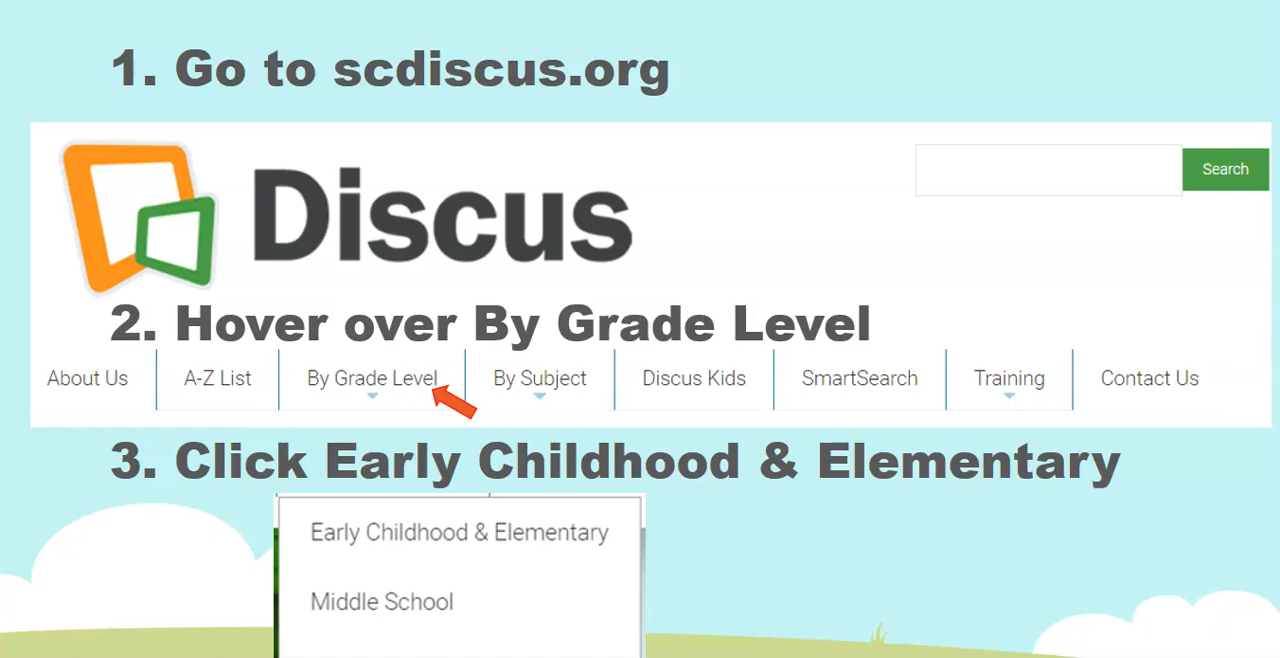 1. Go to scdiscus.org
Discus
Search
2. Hover over By Grade Level
About Us
A-Z List
By Grade Level
By Subject
Discus Kids
SmartSearch
Training
Contact Us
3. Click Early Childhood & Elementary
Early Childhood & Elementary
Middle School